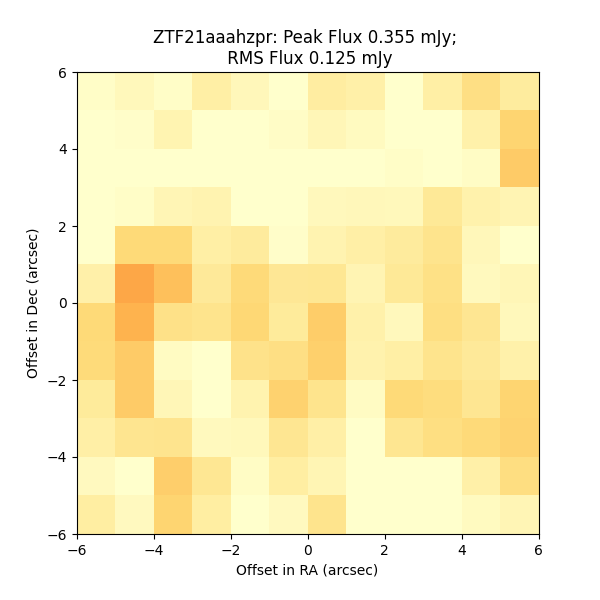 ZTF21aaahzpr: Peak Flux 0.355 mJy;
RMS Flux 0.125 mJy
6
4
2
0
−2
−4
−6
Offset in Dec (arcsec)
−6 −4 −2 0 2 4 6
Offset in RA (arcsec)